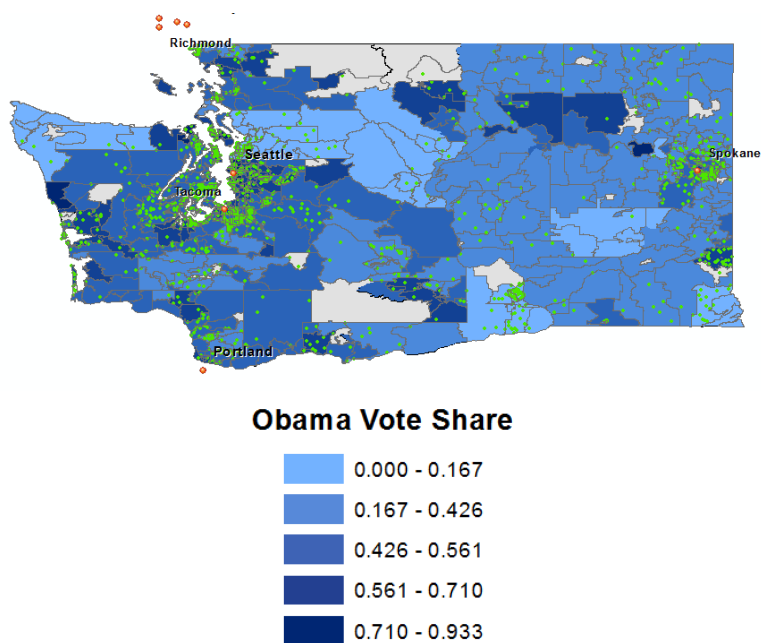 Richmond
Seattle
Spokane
Tacoma
Portland
Obama Vote Share
0.000 - 0.167
0.167 - 0.426
0.426 - 0.561
0.561 - 0.710
0.710 - 0.933